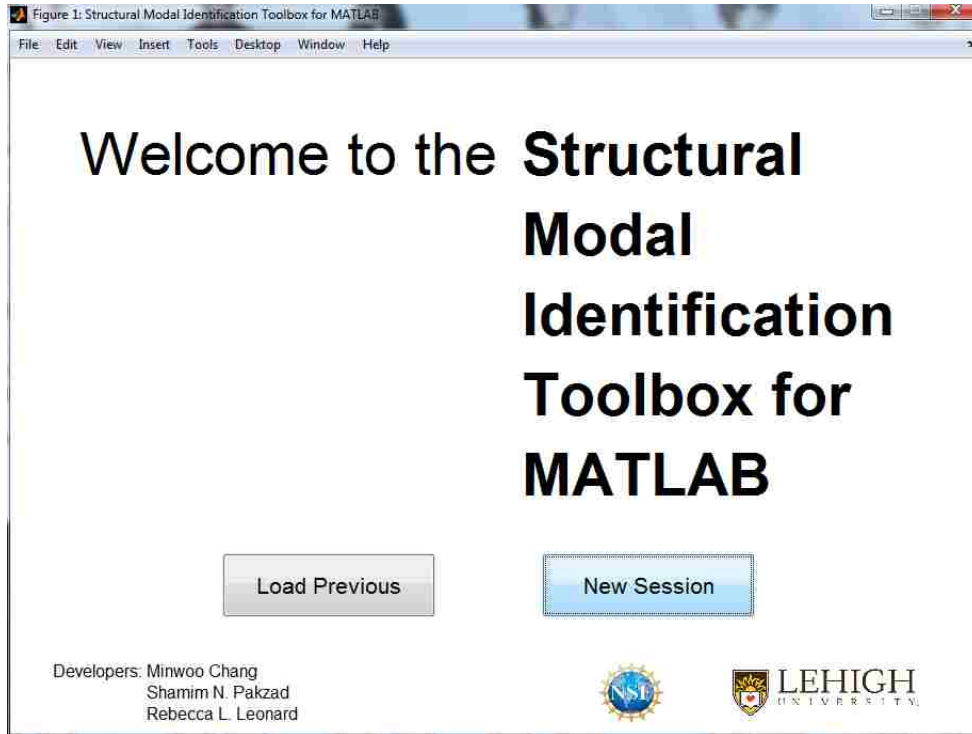 Figure 1: Structural Modal Identification Toolbox for MATLAB
File Edit View Insert Tools Desktop Window Help
Welcome to the Structural
Modal
Identification
Toolbox for
MATLAB
Load Previous New Session
Developers: Minwoo Chang
Shamim N. Pakzad
Rebecca L. Leonard
NSF
LEHIGH
UNIVERSITY